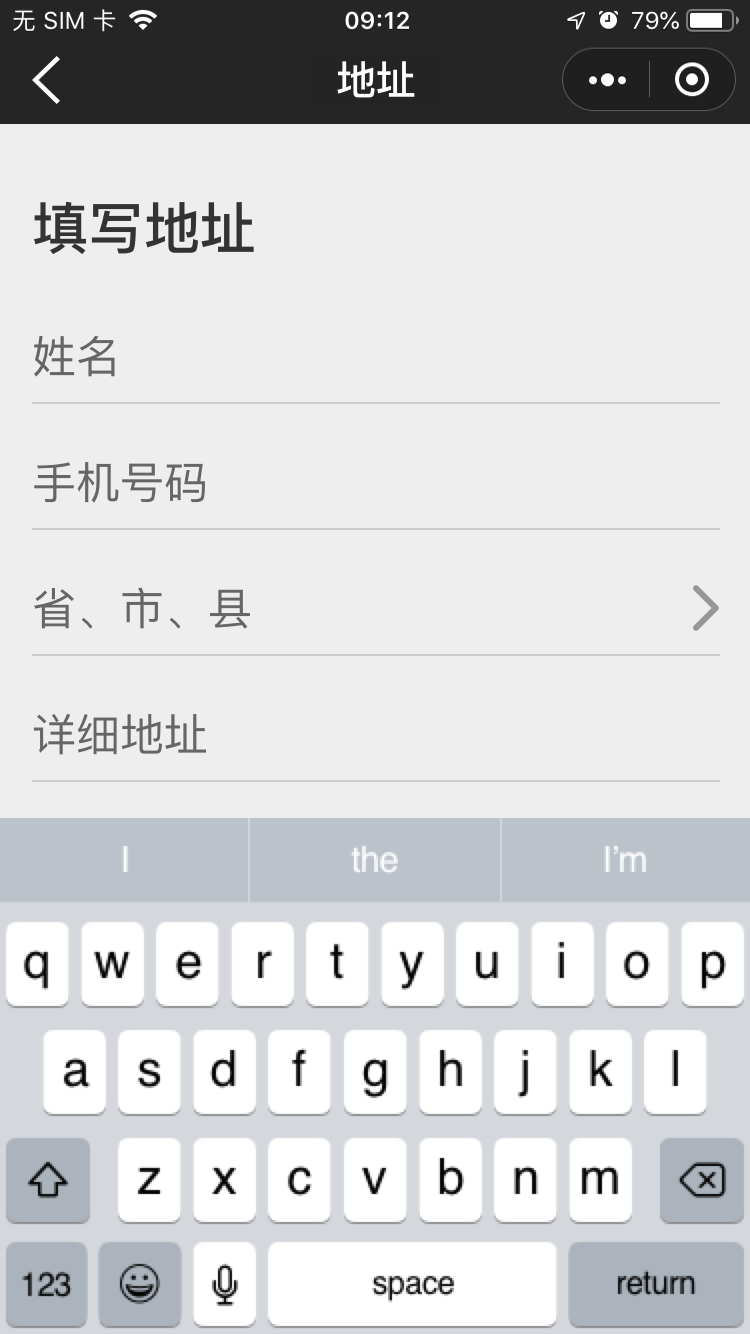 无 SIM 卡 09:12 79%
地址
填写地址
姓名
手机号码
省、市、县
详细地址
I the I'm
q w e r t y u i o p
a s d f g h j k l
z x c v b n m
123 space return